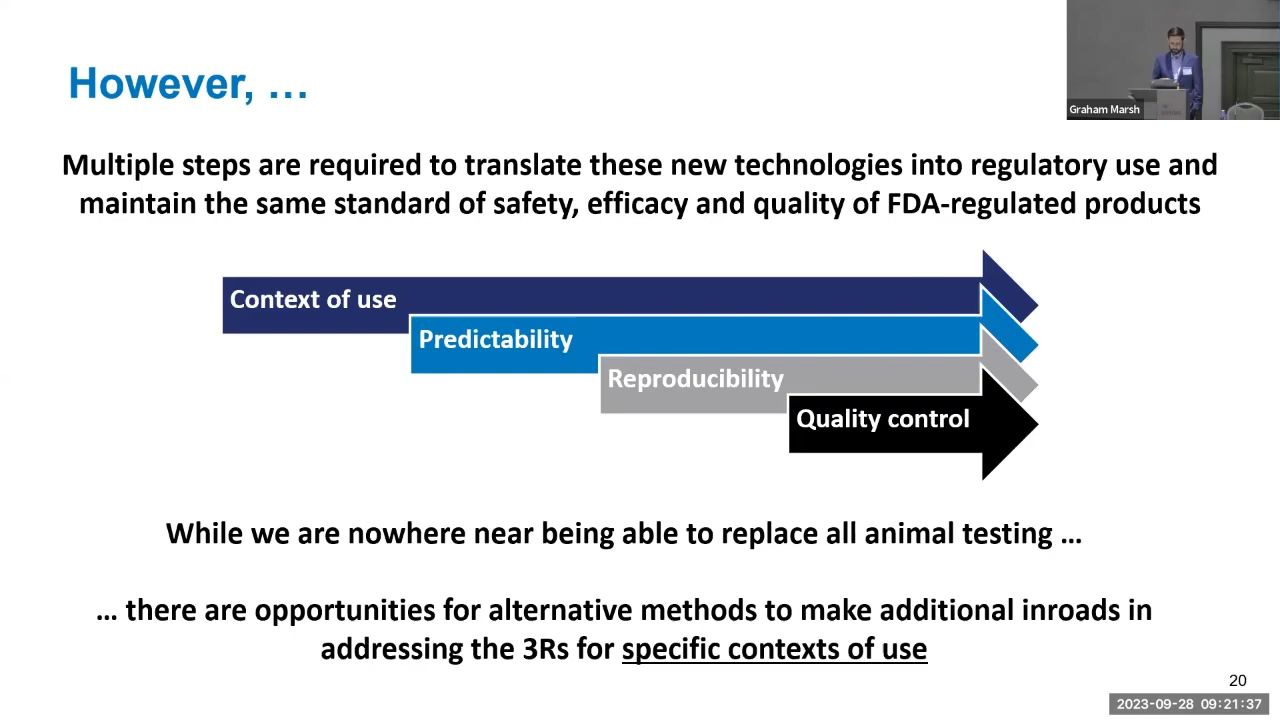 However, …
Graham Marsh
Multiple steps are required to translate these new technologies into regulatory use and
maintain the same standard of safety, efficacy and quality of FDA-regulated products
Context of use
Predictability
Reproducibility
Quality control
While we are nowhere near being able to replace all animal testing …
… there are opportunities for alternative methods to make additional inroads in
addressing the 3Rs for specific contexts of use
20
2023-09-28 09:21:37